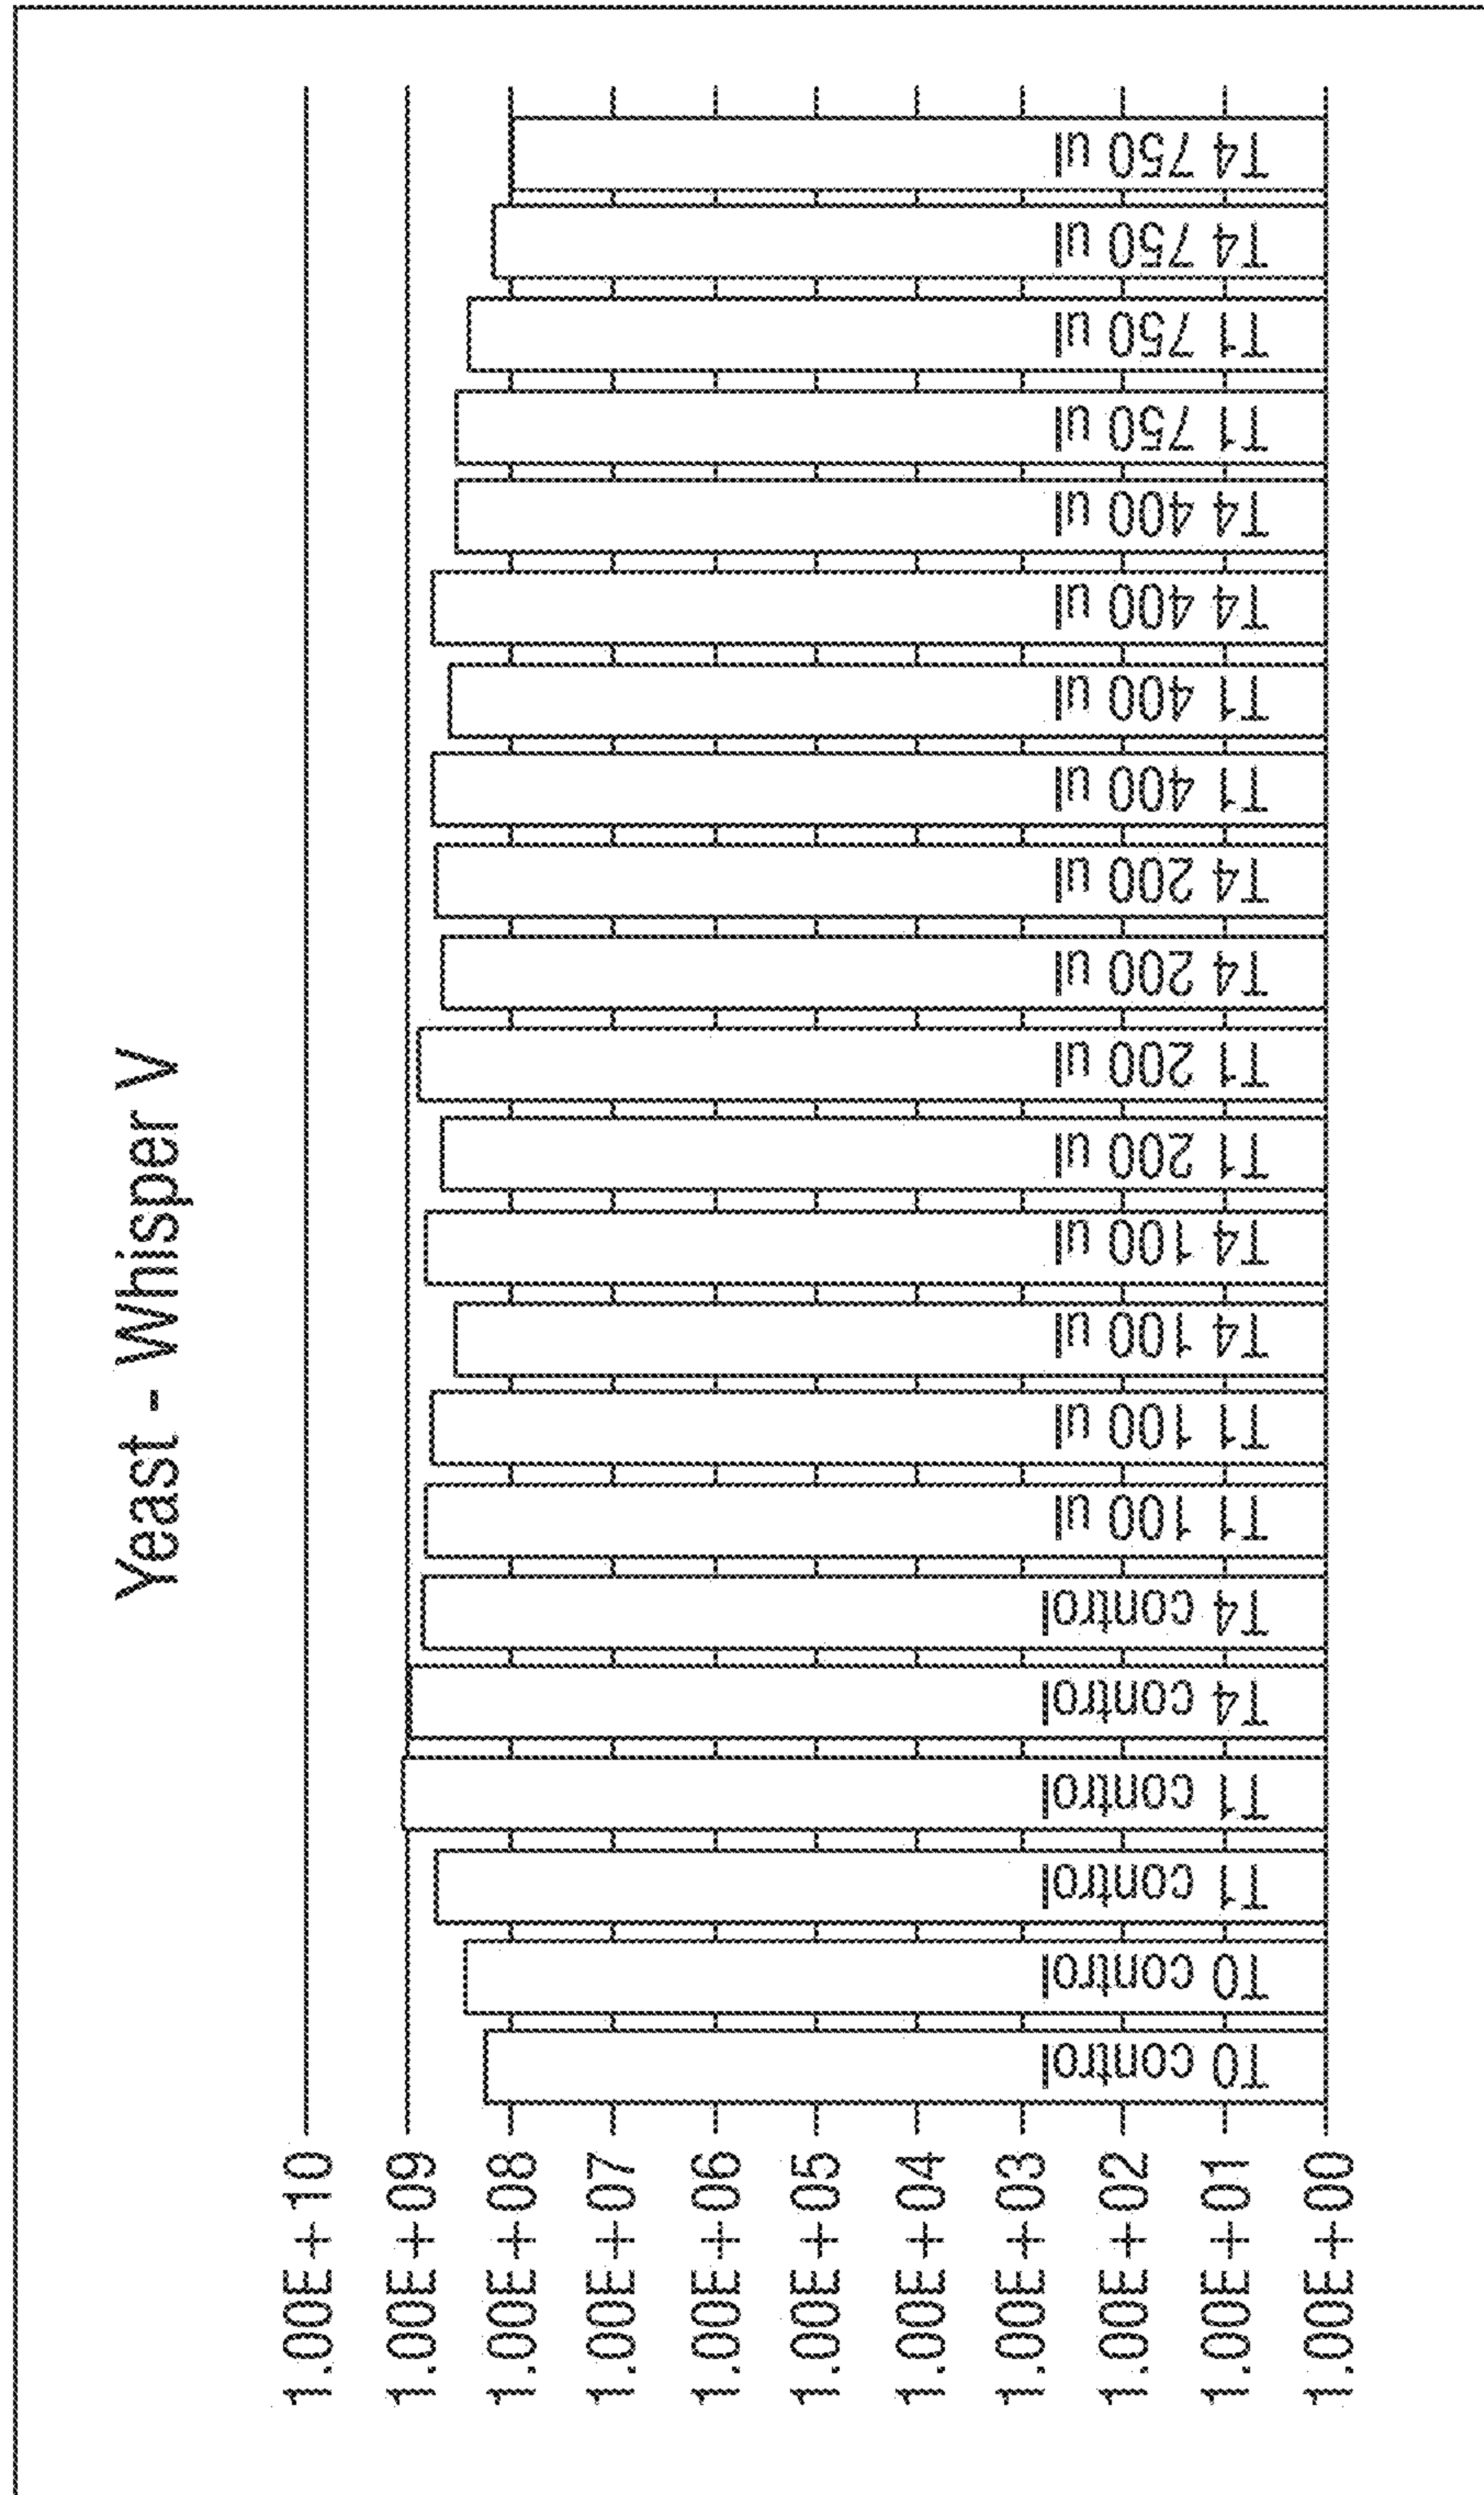 Yeast - Whisper V
1.00E+10
1.00E+09
1.00E+08
1.00E+07
1.00E+06
1.00E+05
1.00E+04
1.00E+03
1.00E+02
1.00E+01
1.00E+00
T0 control
T0 control
T1 control
T1 control
T4 control
T4 control
T1 100 ul
T1 100 ul
T4 100 ul
T4 100 ul
T1 200 ul
T1 200 ul
T4 200 ul
T4 200 ul
T1 400 ul
T1 400 ul
T4 400 ul
T4 400 ul
T1 750 ul
T1 750 ul
T4 750 ul
T4 750 ul